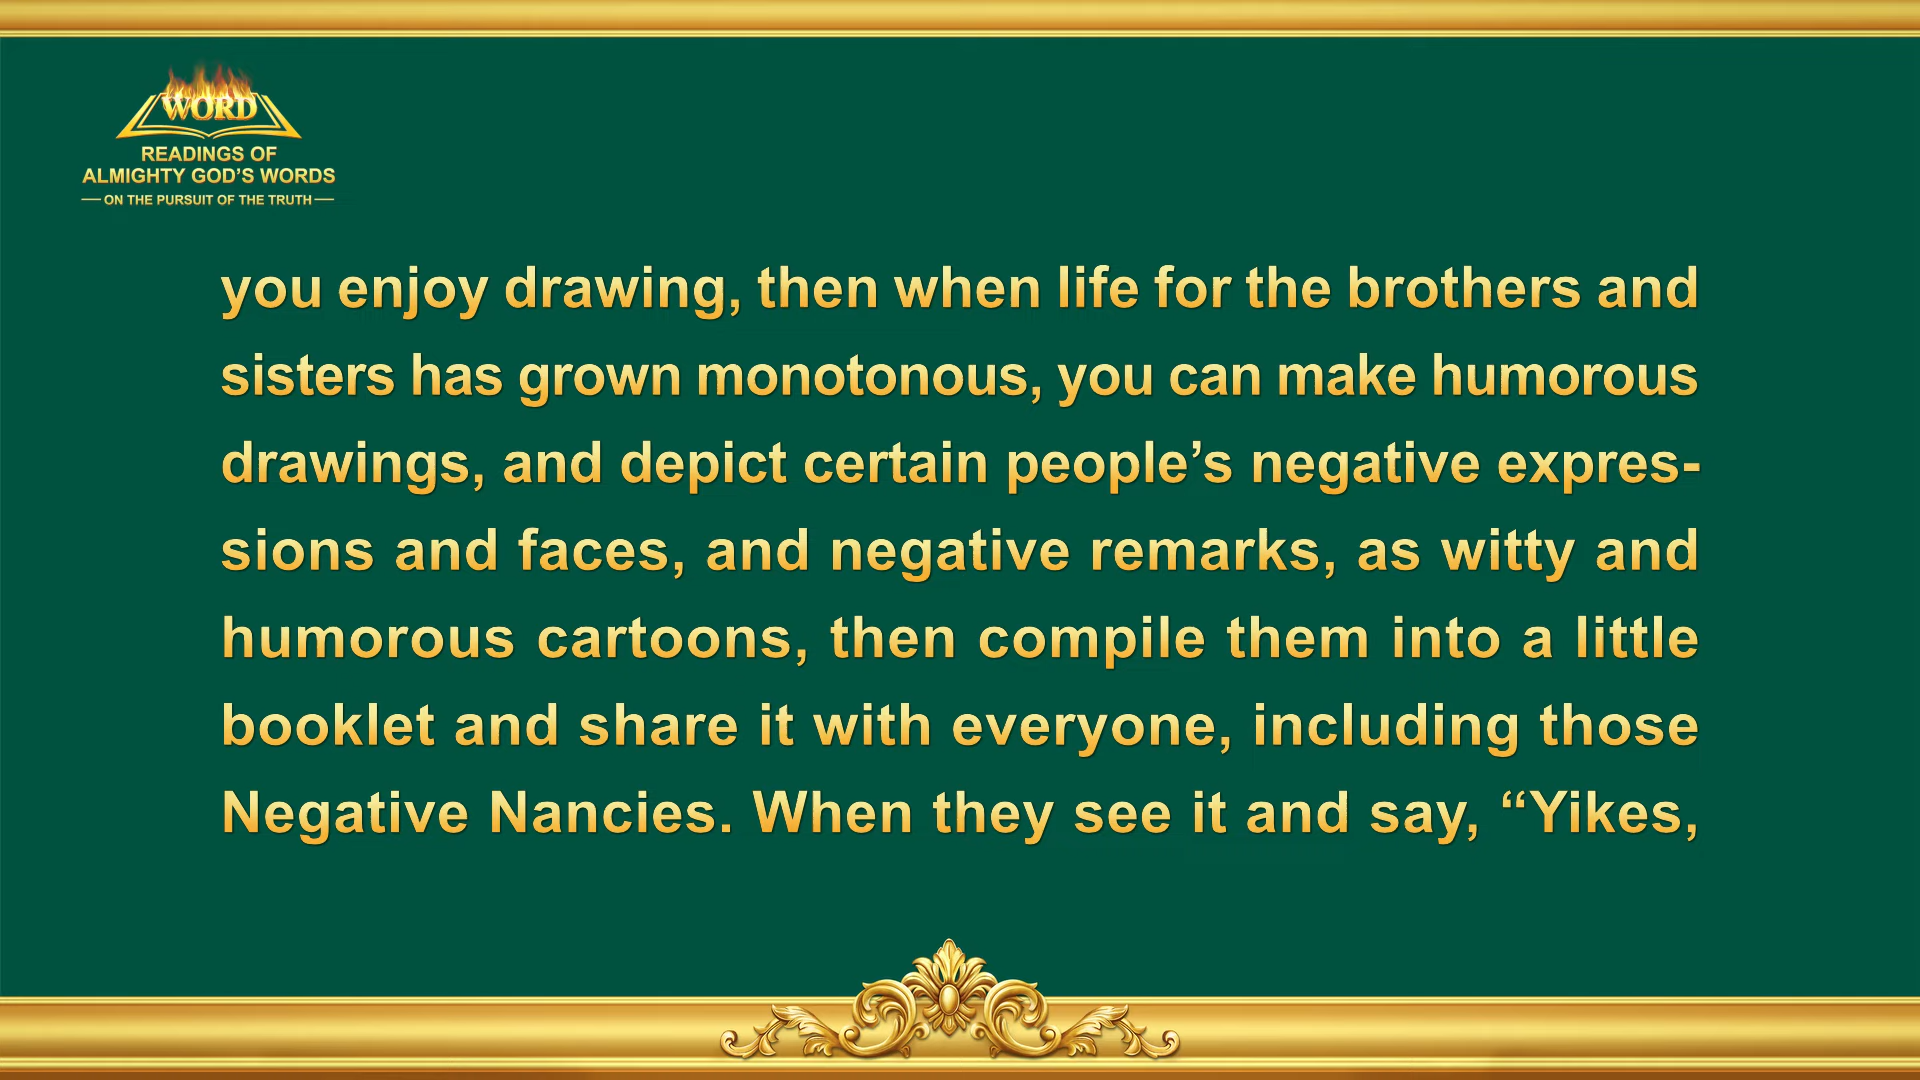 WORD
READINGS OF
ALMIGHTY GOD’S WORDS
— ON THE PURSUIT OF THE TRUTH —
you enjoy drawing, then when life for the brothers and
sisters has grown monotonous, you can make humorous
drawings, and depict certain people’s negative expres-
sions and faces, and negative remarks, as witty and
humorous cartoons, then compile them into a little
booklet and share it with everyone, including those
Negative Nancies. When they see it and say, “Yikes,